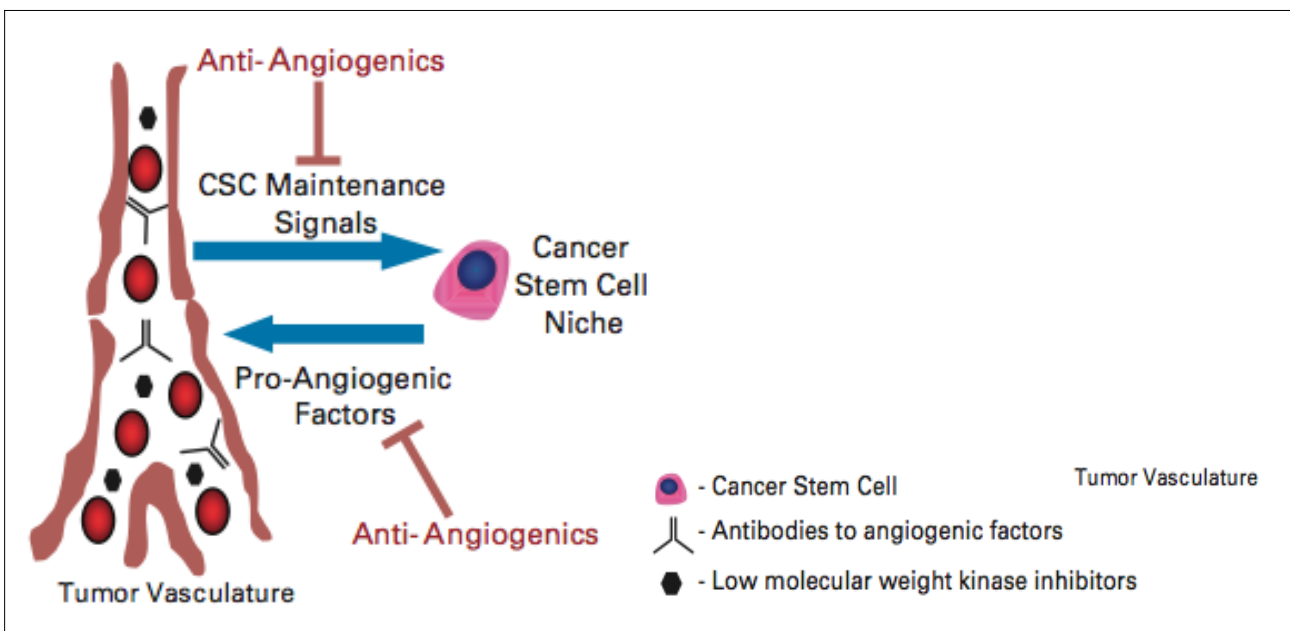 Anti-Angiogenics
CSC Maintenance
Signals
Cancer
Stem Cell
Niche
Pro-Angiogenic
Factors
Anti-Angiogenics
Tumor Vasculature
- Cancer Stem Cell
Tumor Vasculature
- Antibodies to angiogenic factors
- Low molecular weight kinase inhibitors